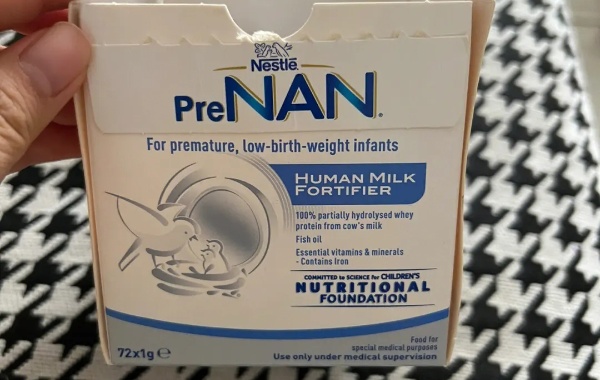 Nestlé
PreNAN.
For premature, low-birth-weight infants
HUMAN MILK
FORTIFIER
100% partially hydrolysed whey
protein from cow's milk
Fish oil
Essential vitamins & minerals
- Contains Iron
COMMITTED to SCIENCE for CHILDREN'S
NUTRITIONAL
FOUNDATION
72x1g ℮
Food for
special medical purposes
Use only under medical supervision